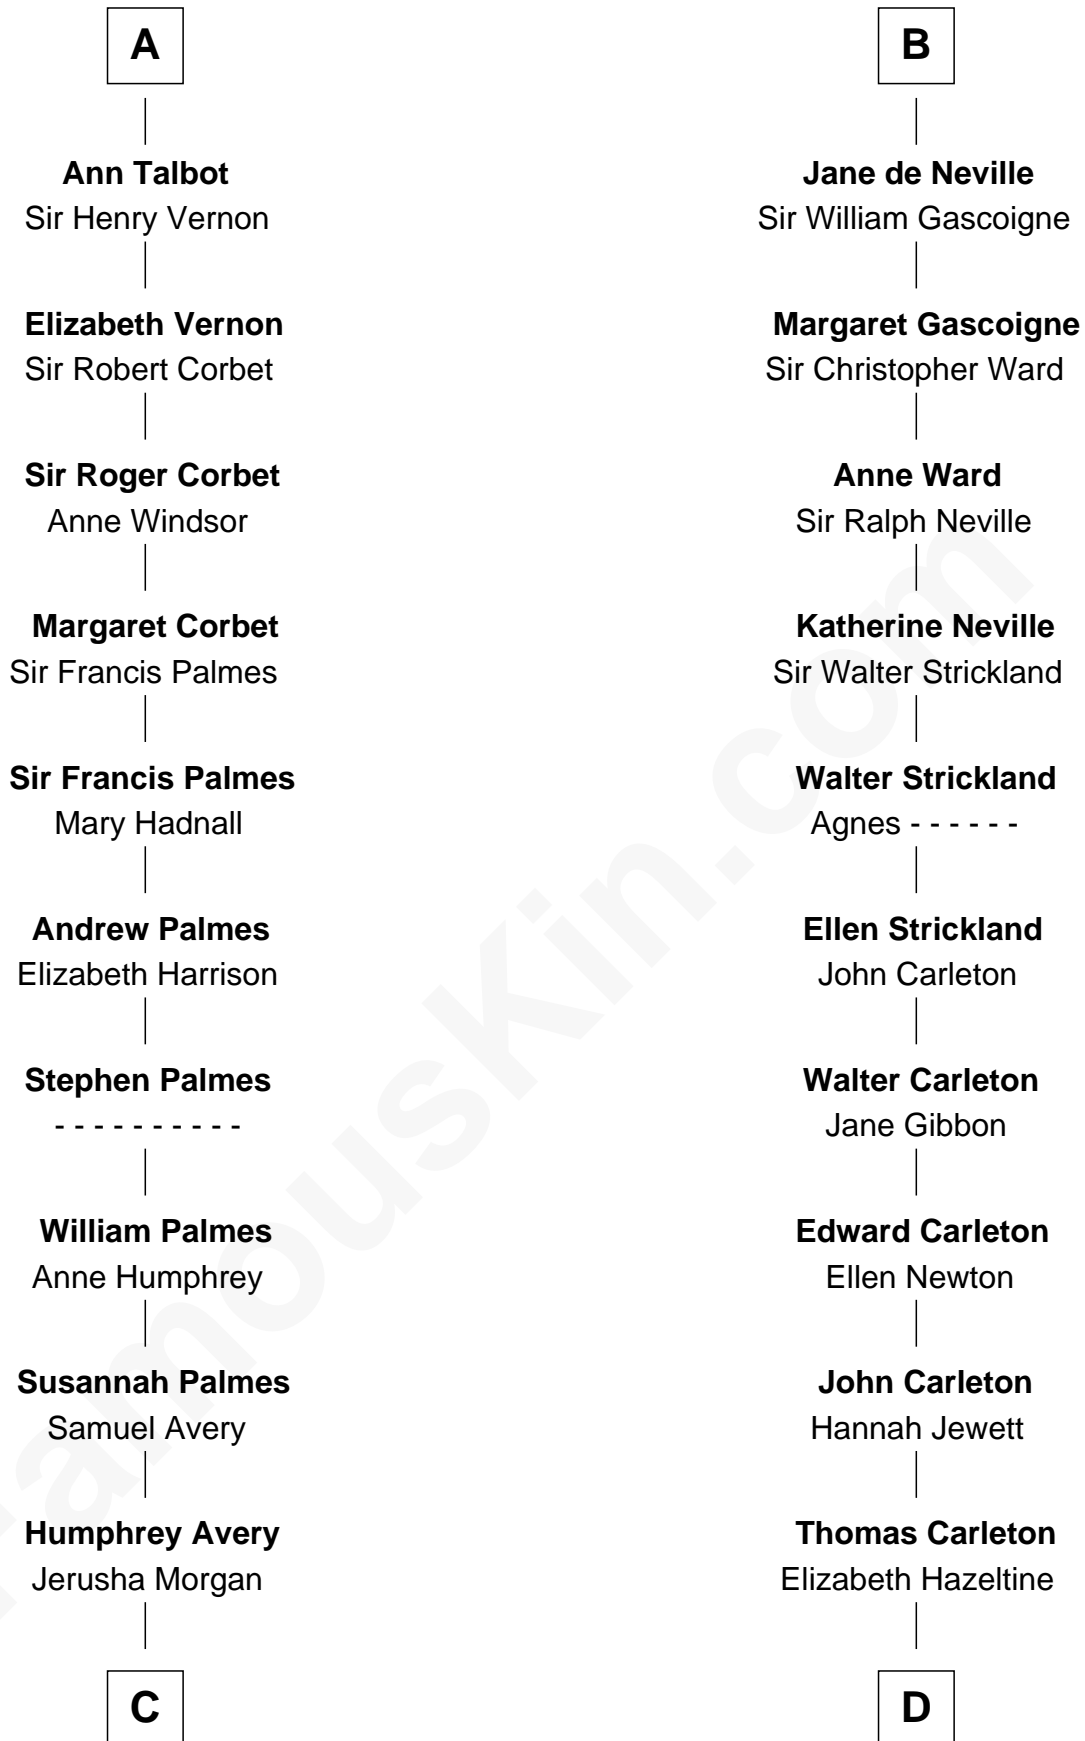 A
Ann Talbot
Sir Henry Vernon
Elizabeth Vernon
Sir Robert Corbet
Sir Roger Corbet
Anne Windsor
Margaret Corbet
Sir Francis Palmes
Sir Francis Palmes
Mary Hadnall
Andrew Palmes
Elizabeth Harrison
Stephen Palmes
- - - - - - - - - -
William Palmes
Anne Humphrey
Susannah Palmes
Samuel Avery
Humphrey Avery
Jerusha Morgan
C
B
Jane de Neville
Sir William Gascoigne
Margaret Gascoigne
Sir Christopher Ward
Anne Ward
Sir Ralph Neville
Katherine Neville
Sir Walter Strickland
Walter Strickland
Agnes - - - - - -
Ellen Strickland
John Carleton
Walter Carleton
Jane Gibbon
Edward Carleton
Ellen Newton
John Carleton
Hannah Jewett
Thomas Carleton
Elizabeth Hazeltine
D
FamousKin.com